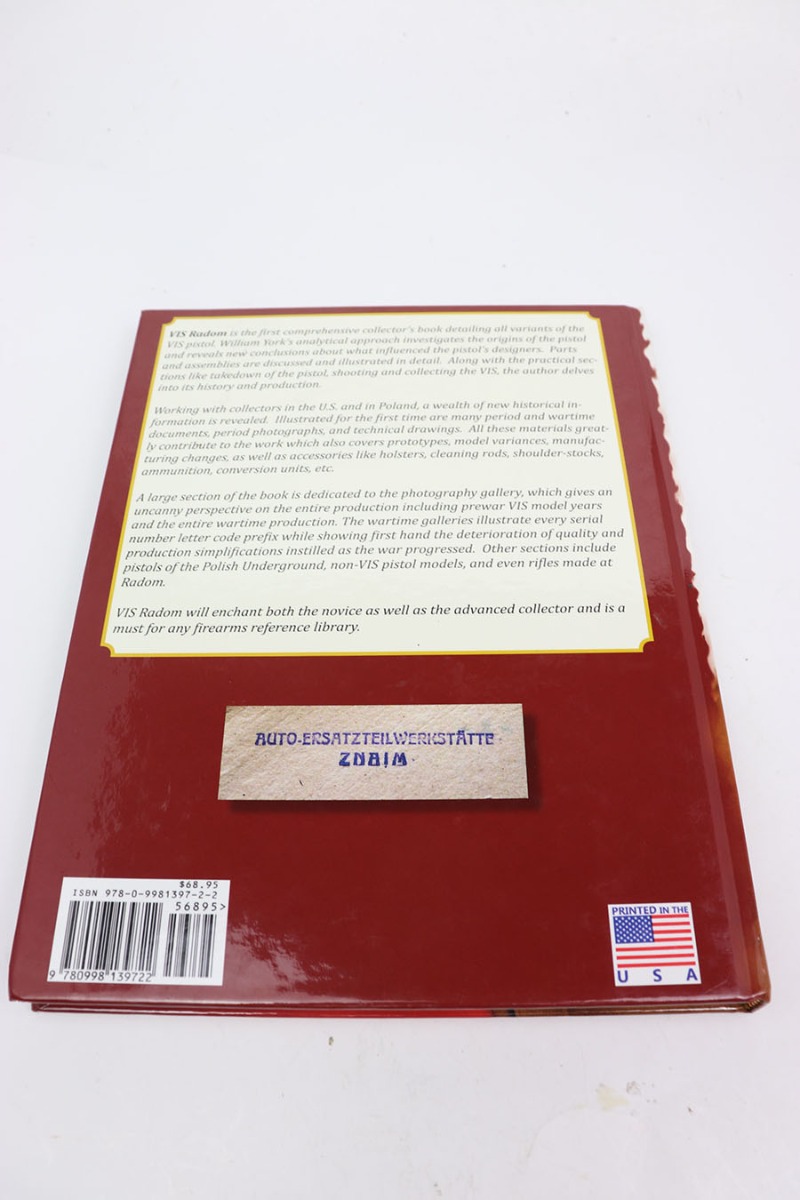 VIS Radom is the first comprehensive collector's book detailing all variants of the
VIS pistol. William York's analytical approach investigates the origins of the pistol
and reveals new conclusions about what influenced the pistol's designers. Parts
and assemblies are discussed and illustrated in detail. Along with the practical sec-
tions like takedown of the pistol, shooting and collecting the VIS, the author delves
into its history and production.
Working with collectors in the U.S. and in Poland, a wealth of new historical in-
formation is revealed. Illustrated for the first time are many period and wartime
documents, period photographs, and technical drawings. All these materials great-
ly contribute to the work which also covers prototypes, model variances, manufac-
turing changes, as well as accessories like holsters, cleaning rods, shoulder-stocks,
ammunition, conversion units, etc.
A large section of the book is dedicated to the photography gallery, which gives an
uncanny perspective on the entire production including prewar VIS model years
and the entire wartime production. The wartime galleries illustrate every serial
number letter code prefix while showing first hand the deterioration of quality and
production simplifications instilled as the war progressed. Other sections include
pistols of the Polish Underground, non-VIS pistol models, and even rifles made at
Radom.
VIS Radom will enchant both the novice as well as the advanced collector and is a
must for any firearms reference library.
AUTO-ERSATZTEILWERKSTÄTTE
ZNAIM
$68.95
ISBN 978-0-9981397-2-2
56895>
9 780998 139722
PRINTED IN THE
U S A